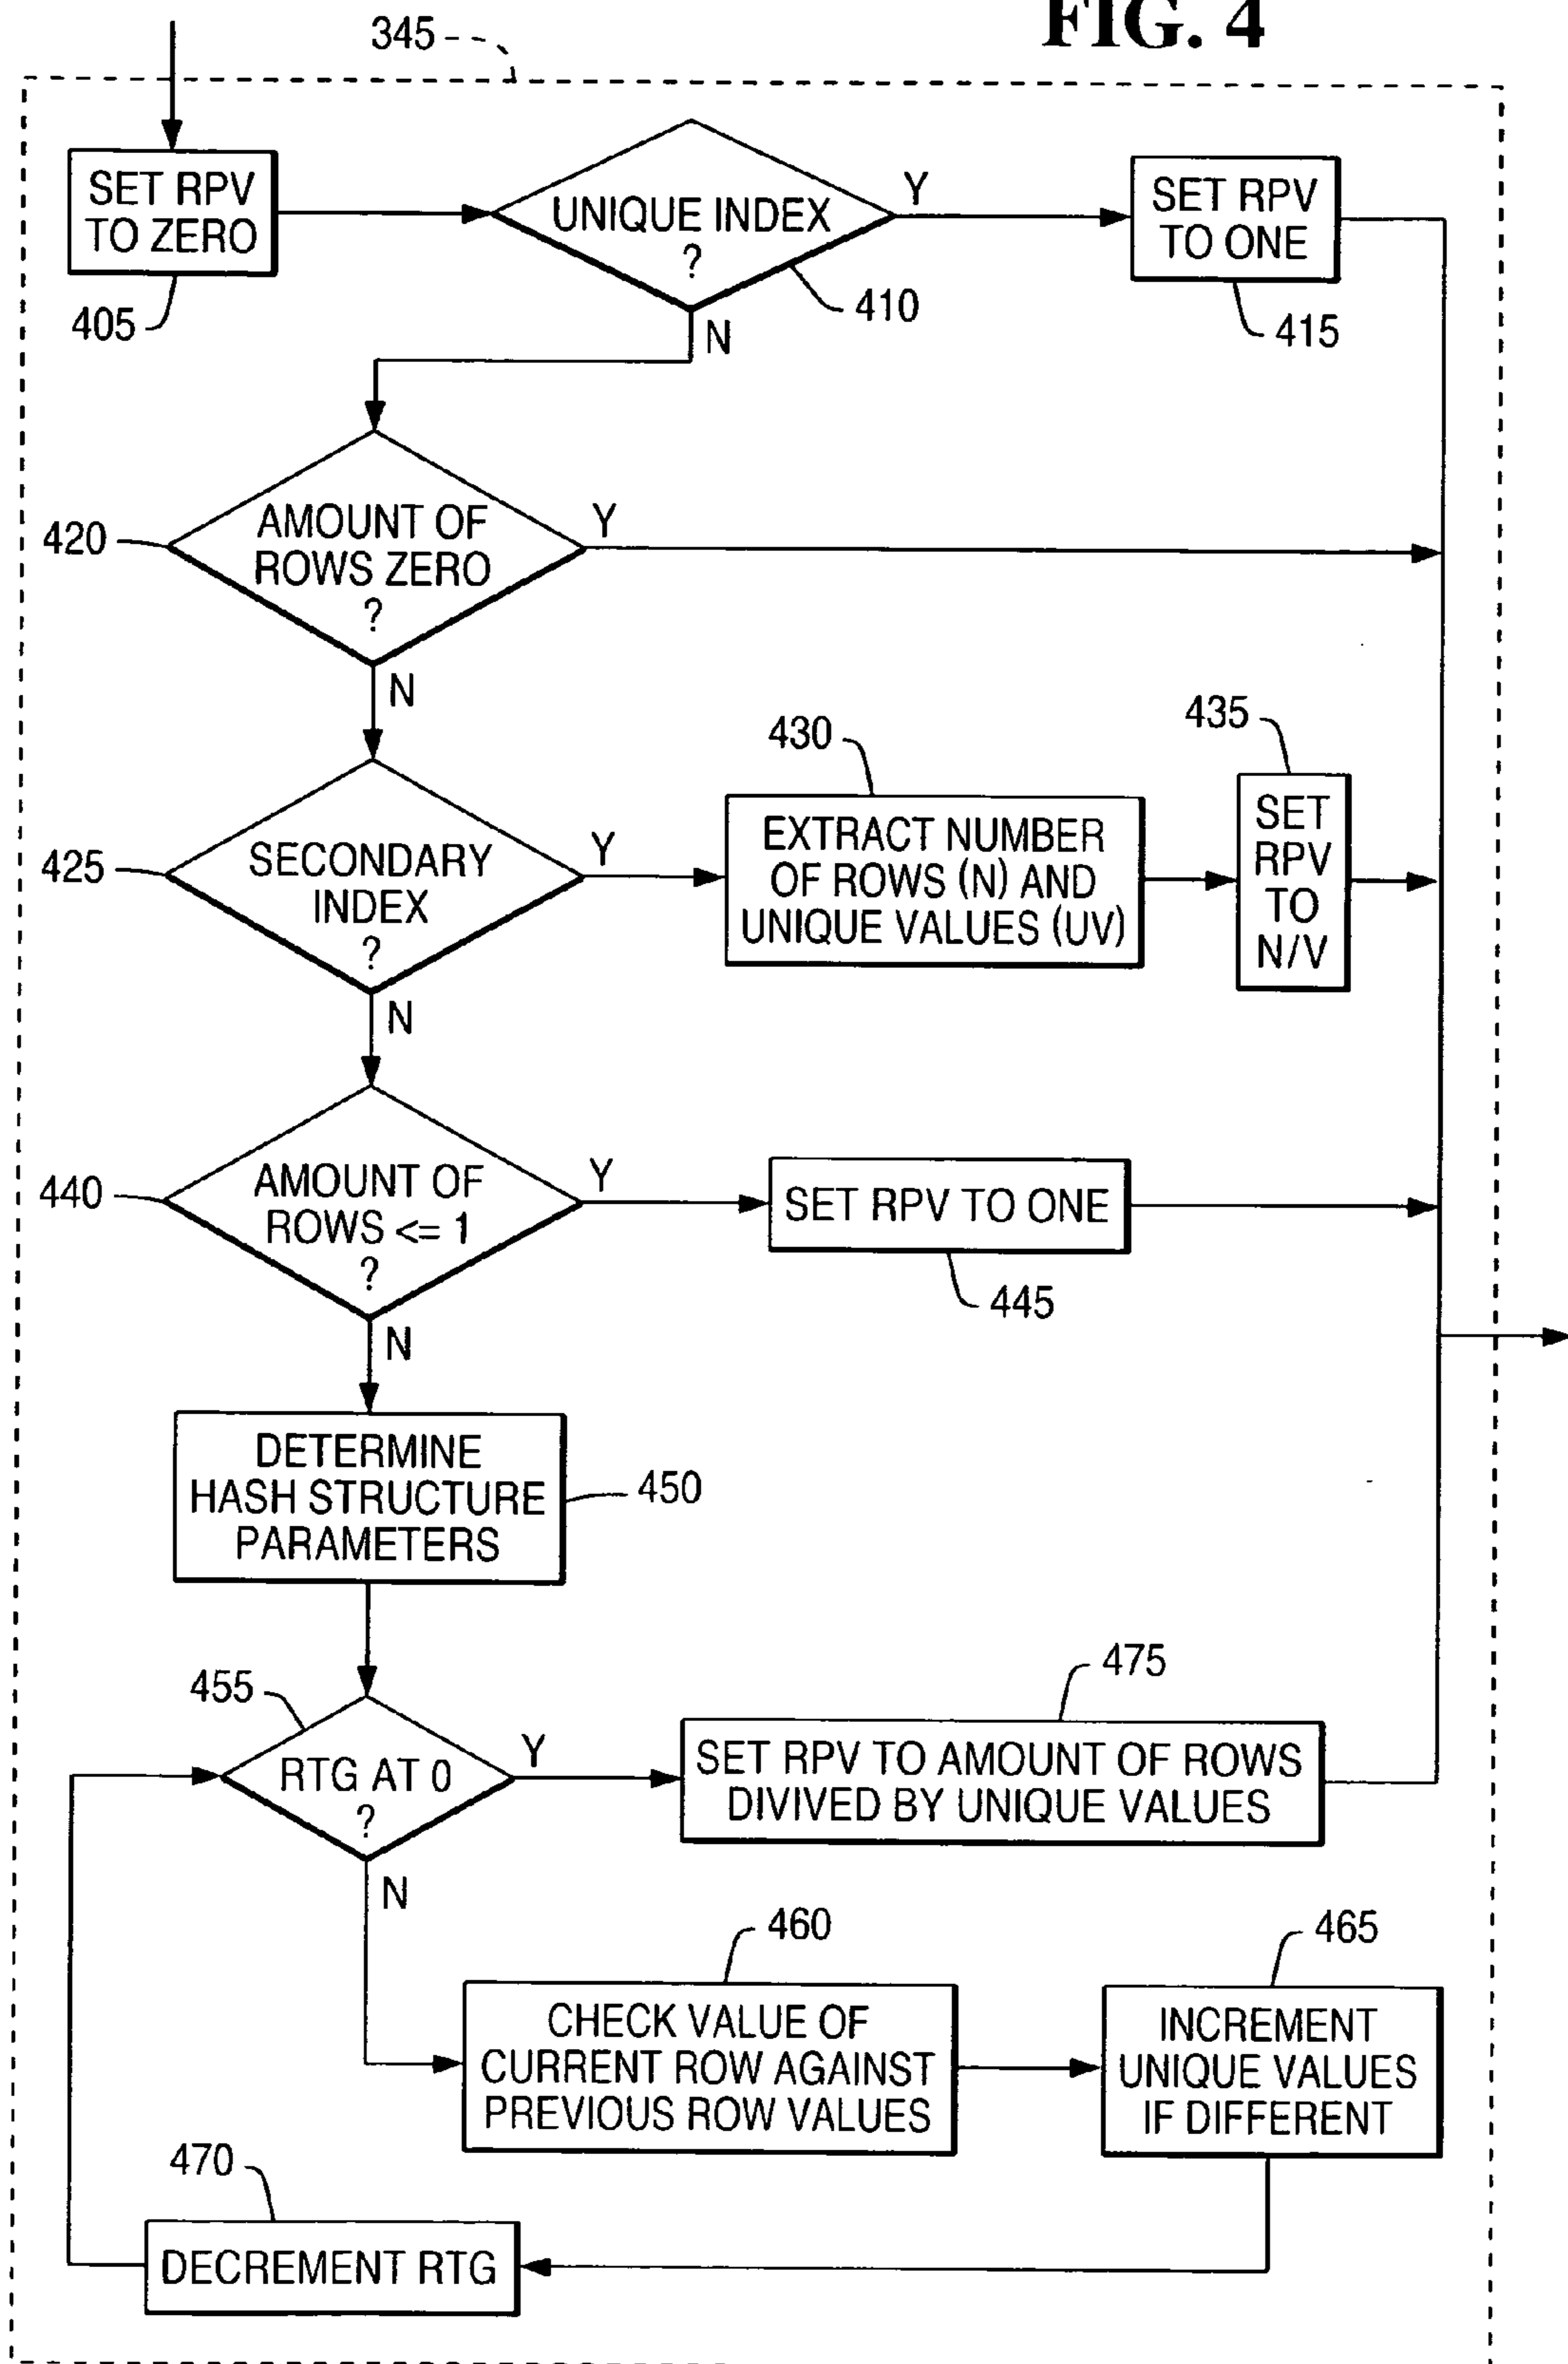 FIG. 4
345
SET RPV
TO ZERO
405
UNIQUE INDEX
?
410
Y
N
SET RPV
TO ONE
415
420
AMOUNT OF
ROWS ZERO
?
Y
N
425
SECONDARY
INDEX
?
Y
N
430
EXTRACT NUMBER
OF ROWS (N) AND
UNIQUE VALUES (UV)
435
SET
RPV
TO
N/V
440
AMOUNT OF
ROWS <= 1
?
Y
N
SET RPV TO ONE
445
DETERMINE
HASH STRUCTURE
PARAMETERS
450
455
RTG AT 0
?
Y
N
475
SET RPV TO AMOUNT OF ROWS
DIVIVED BY UNIQUE VALUES
460
CHECK VALUE OF
CURRENT ROW AGAINST
PREVIOUS ROW VALUES
465
INCREMENT
UNIQUE VALUES
IF DIFFERENT
470
DECREMENT RTG